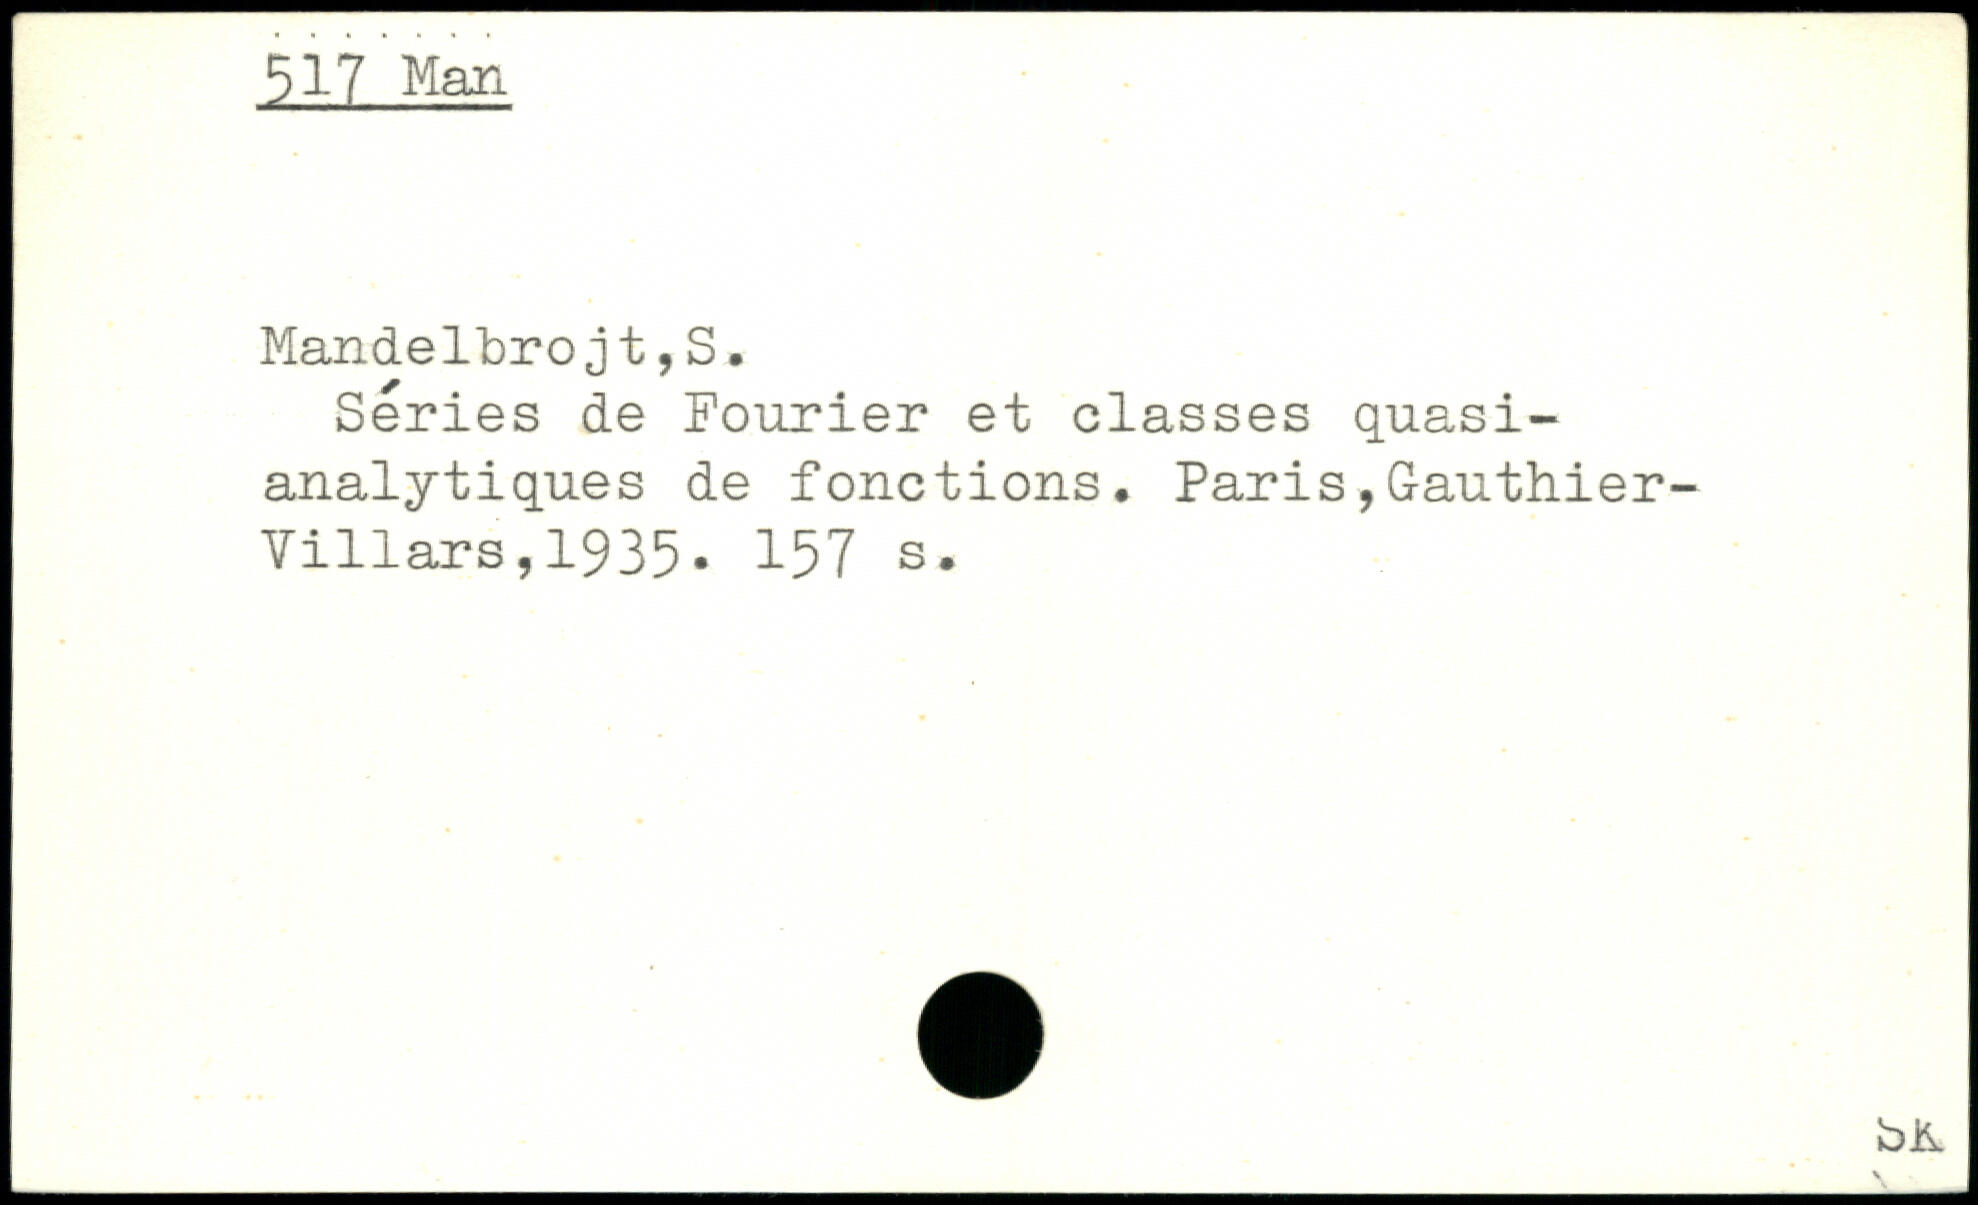 517 Man
Mandelbrojt,S.
Séries de Fourier et classes quasi-
analytiques de fonctions. Paris,Gauthier-
Villars,1935. 157 s.
Sk